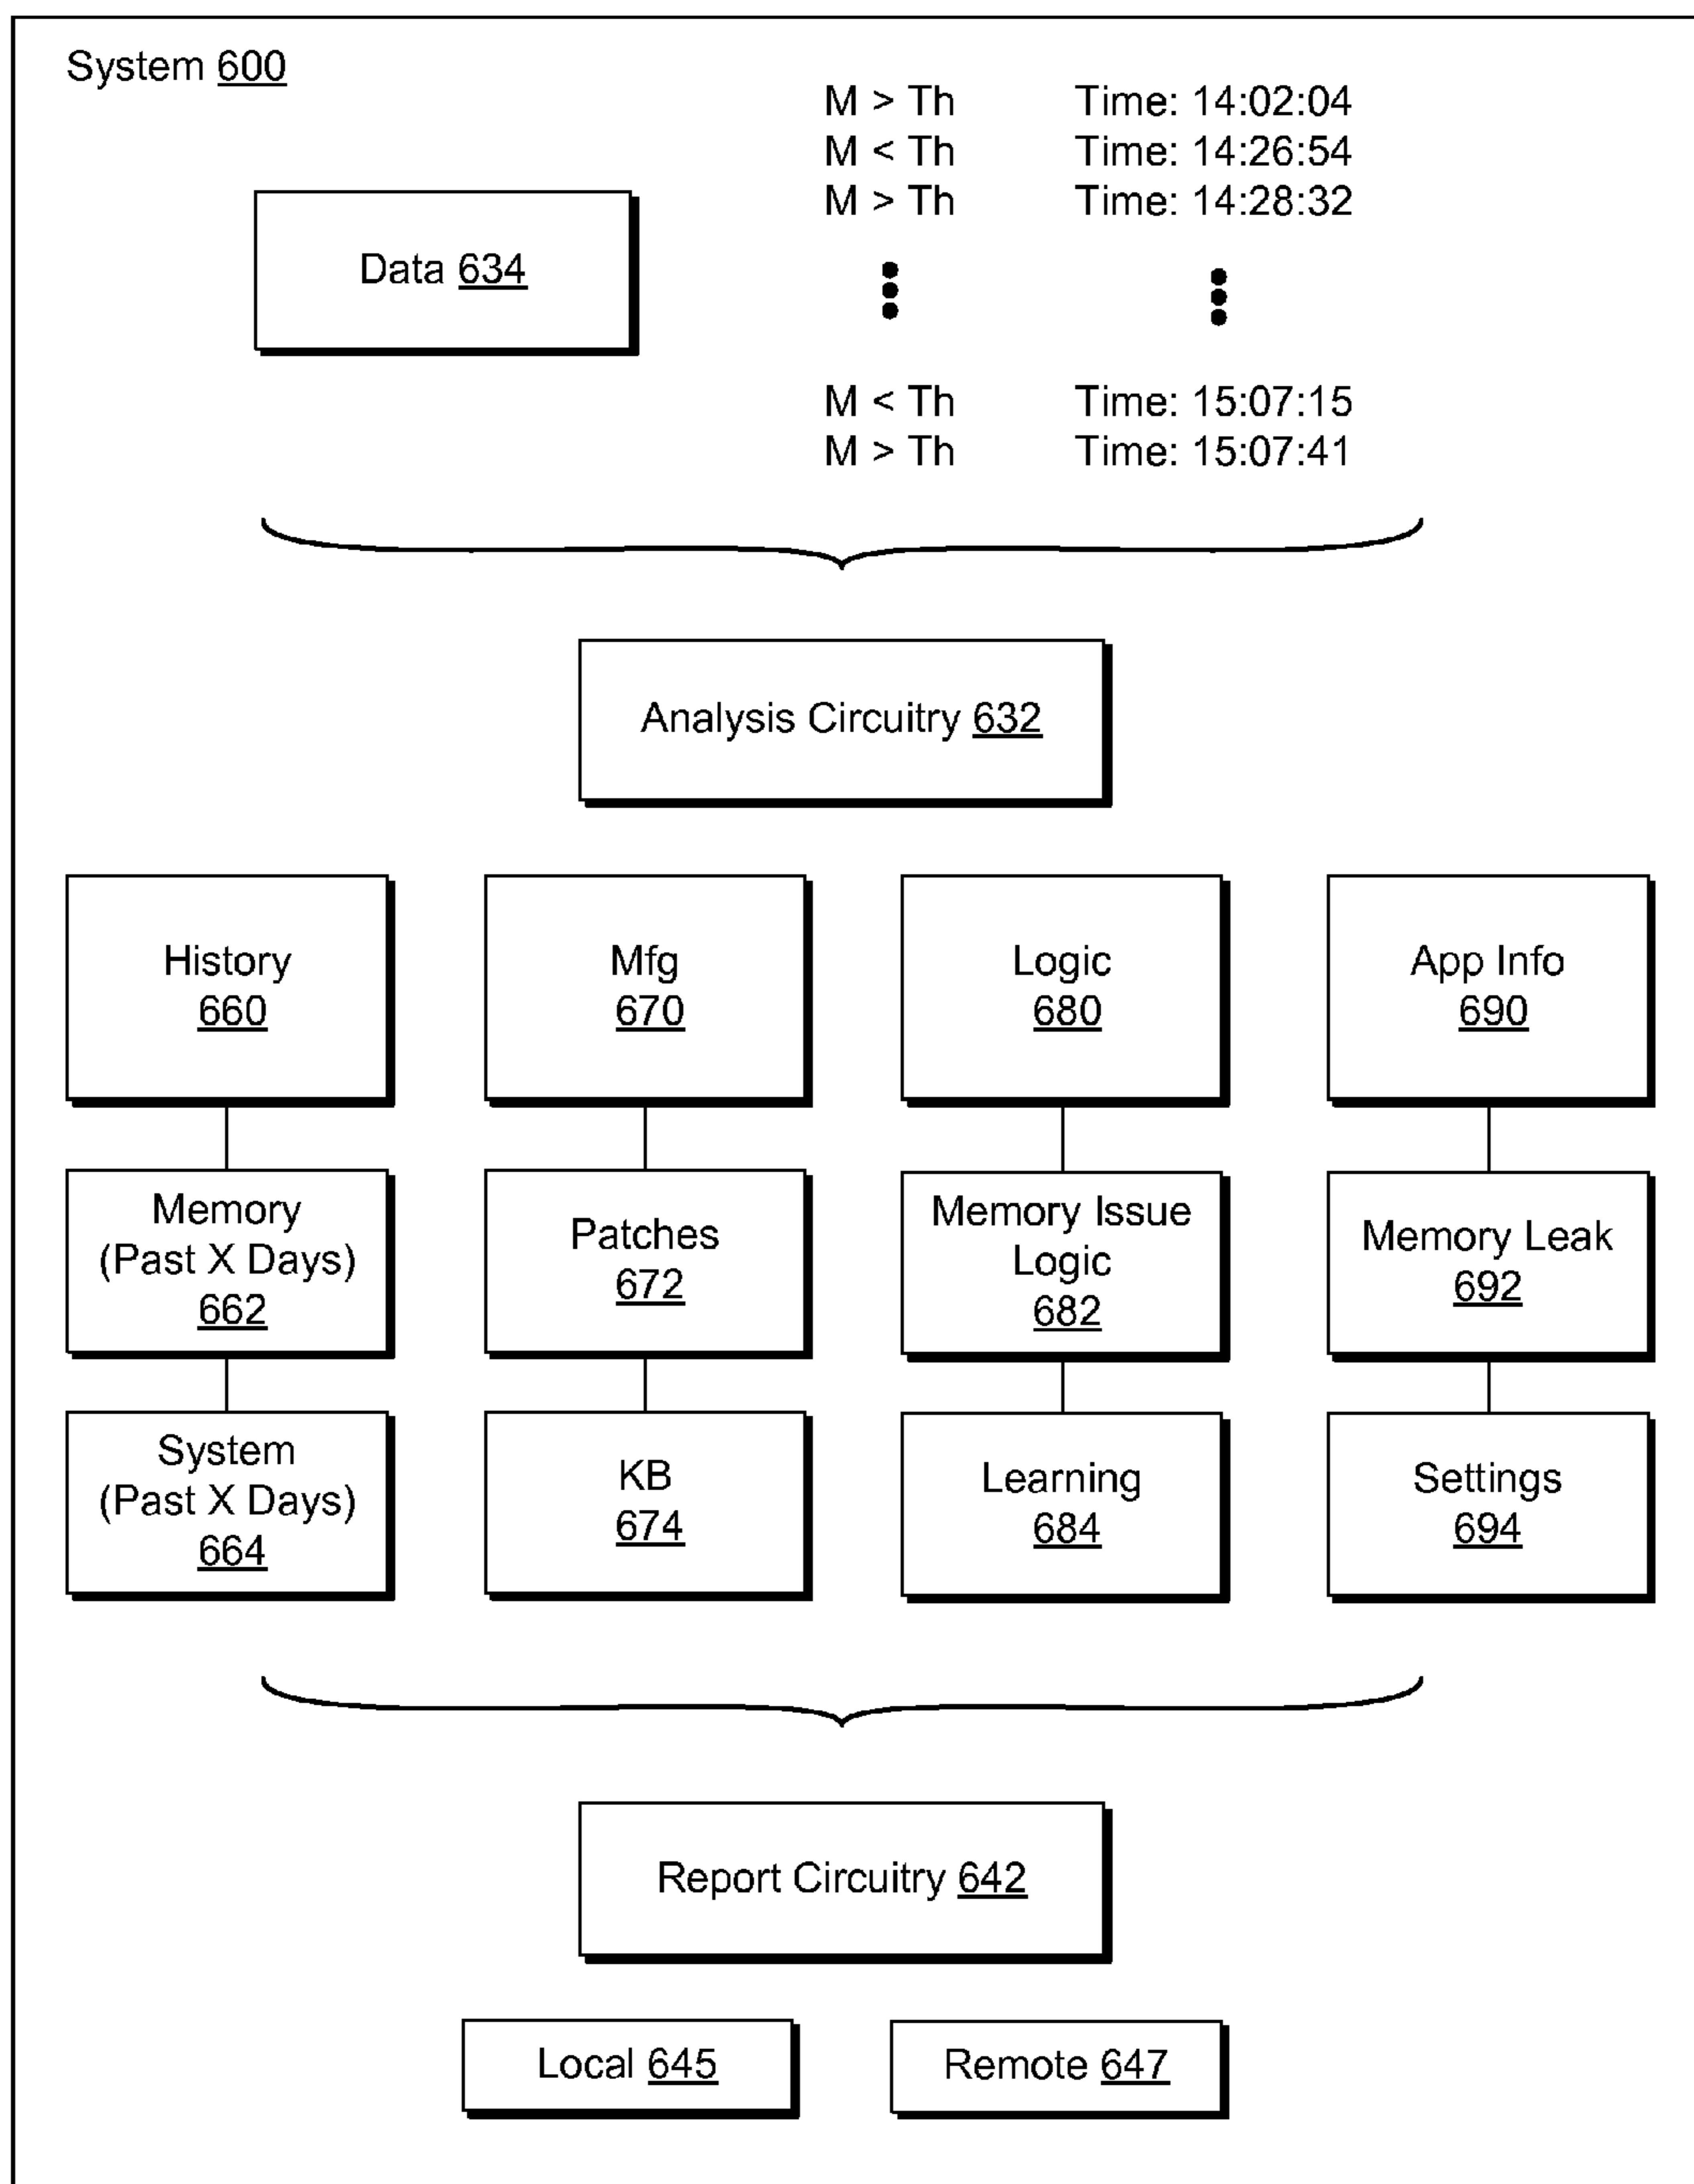 System 600
M > Th Time: 14:02:04
M < Th Time: 14:26:54
M > Th Time: 14:28:32
Data 634
M < Th Time: 15:07:15
M > Th Time: 15:07:41
Analysis Circuitry 632
History
660
Mfg
670
Logic
680
App Info
690
Memory
(Past X Days)
662
Patches
672
Memory Issue
Logic
682
Memory Leak
692
System
(Past X Days)
664
KB
674
Learning
684
Settings
694
Report Circuitry 642
Local 645
Remote 647